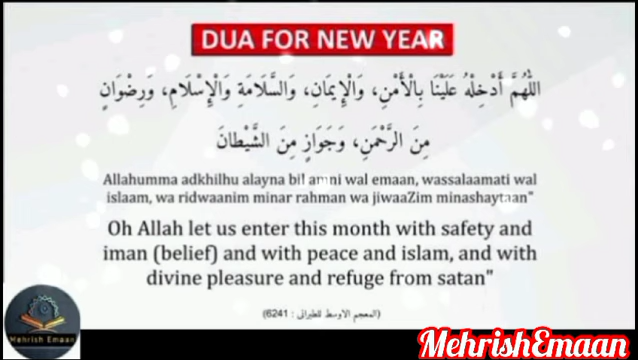 DUA FOR NEW YEAR
اللّٰهُمَّ أَدْخِلْهُ عَلَيْنَا بِالْأَمْنِ، وَالْإِيمَانِ، وَالسَّلَامَةِ وَالْإِسْلَامِ، وَرِضْوَانٍ
مِنَ الرَّحْمَنِ، وَجَوَازٍ مِنَ الشَّيْطَانَ
Allahumma adkhilhu alayna bil amni wal emaan, wassalaamati wal
islaam, wa ridwaanim minar rahman wa jiwaaZim minashaytaan"
Oh Allah let us enter this month with safety and
iman (belief) and with peace and islam, and with
divine pleasure and refuge from satan"
(المعجم الاوسط للطبرانى : 6241)
Mehrish Emaan
MehrishEmaan